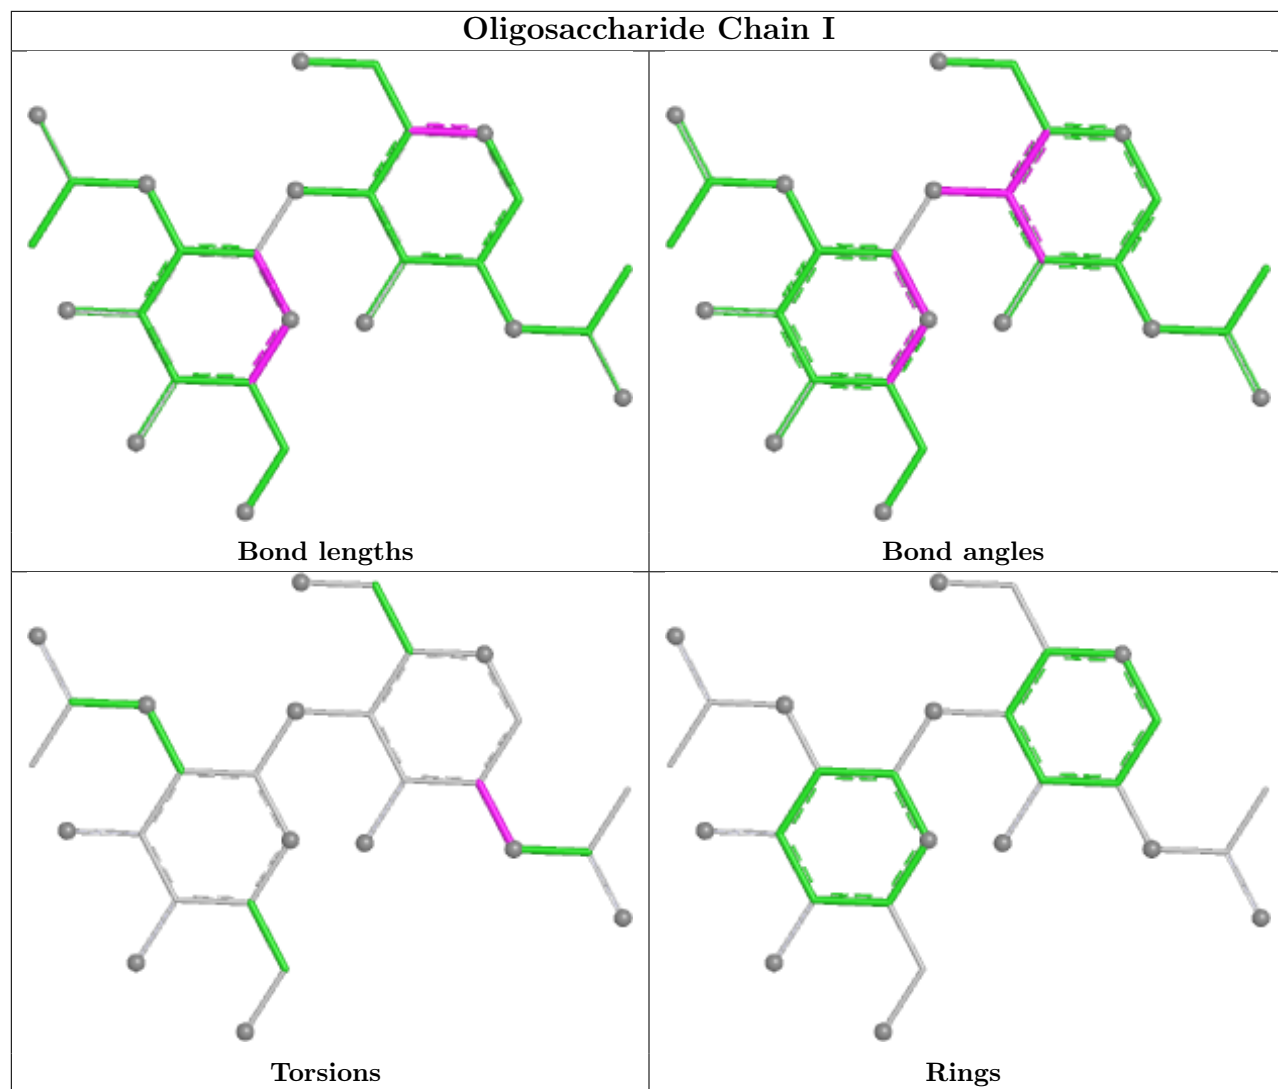 Oligosaccharide Chain I
Bond lengths
Bond angles
Torsions
Rings